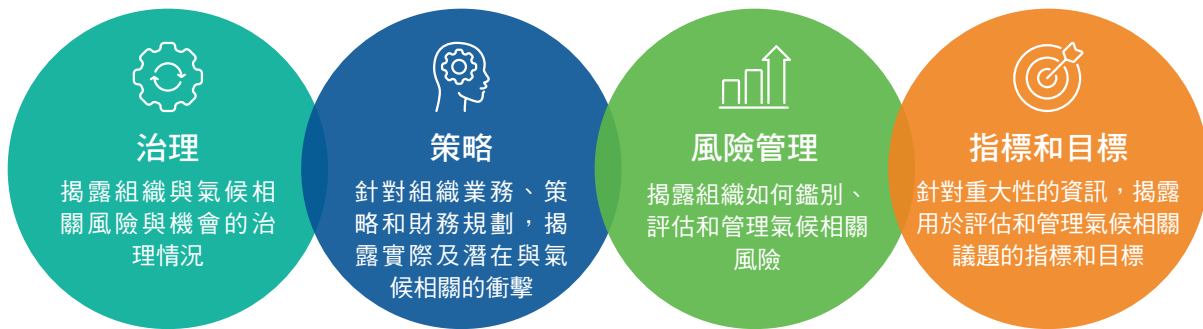 治理
揭露組織與氣候相
關風險與機會的治
理情況
策略
針對組織業務、策
略和財務規劃，揭
露實際及潛在與氣
候相關的衝擊
風險管理
揭露組織如何鑑別、
評估和管理氣候相關
風險
指標和目標
針對重大性的資訊，揭露
用於評估和管理氣候相關
議題的指標和目標